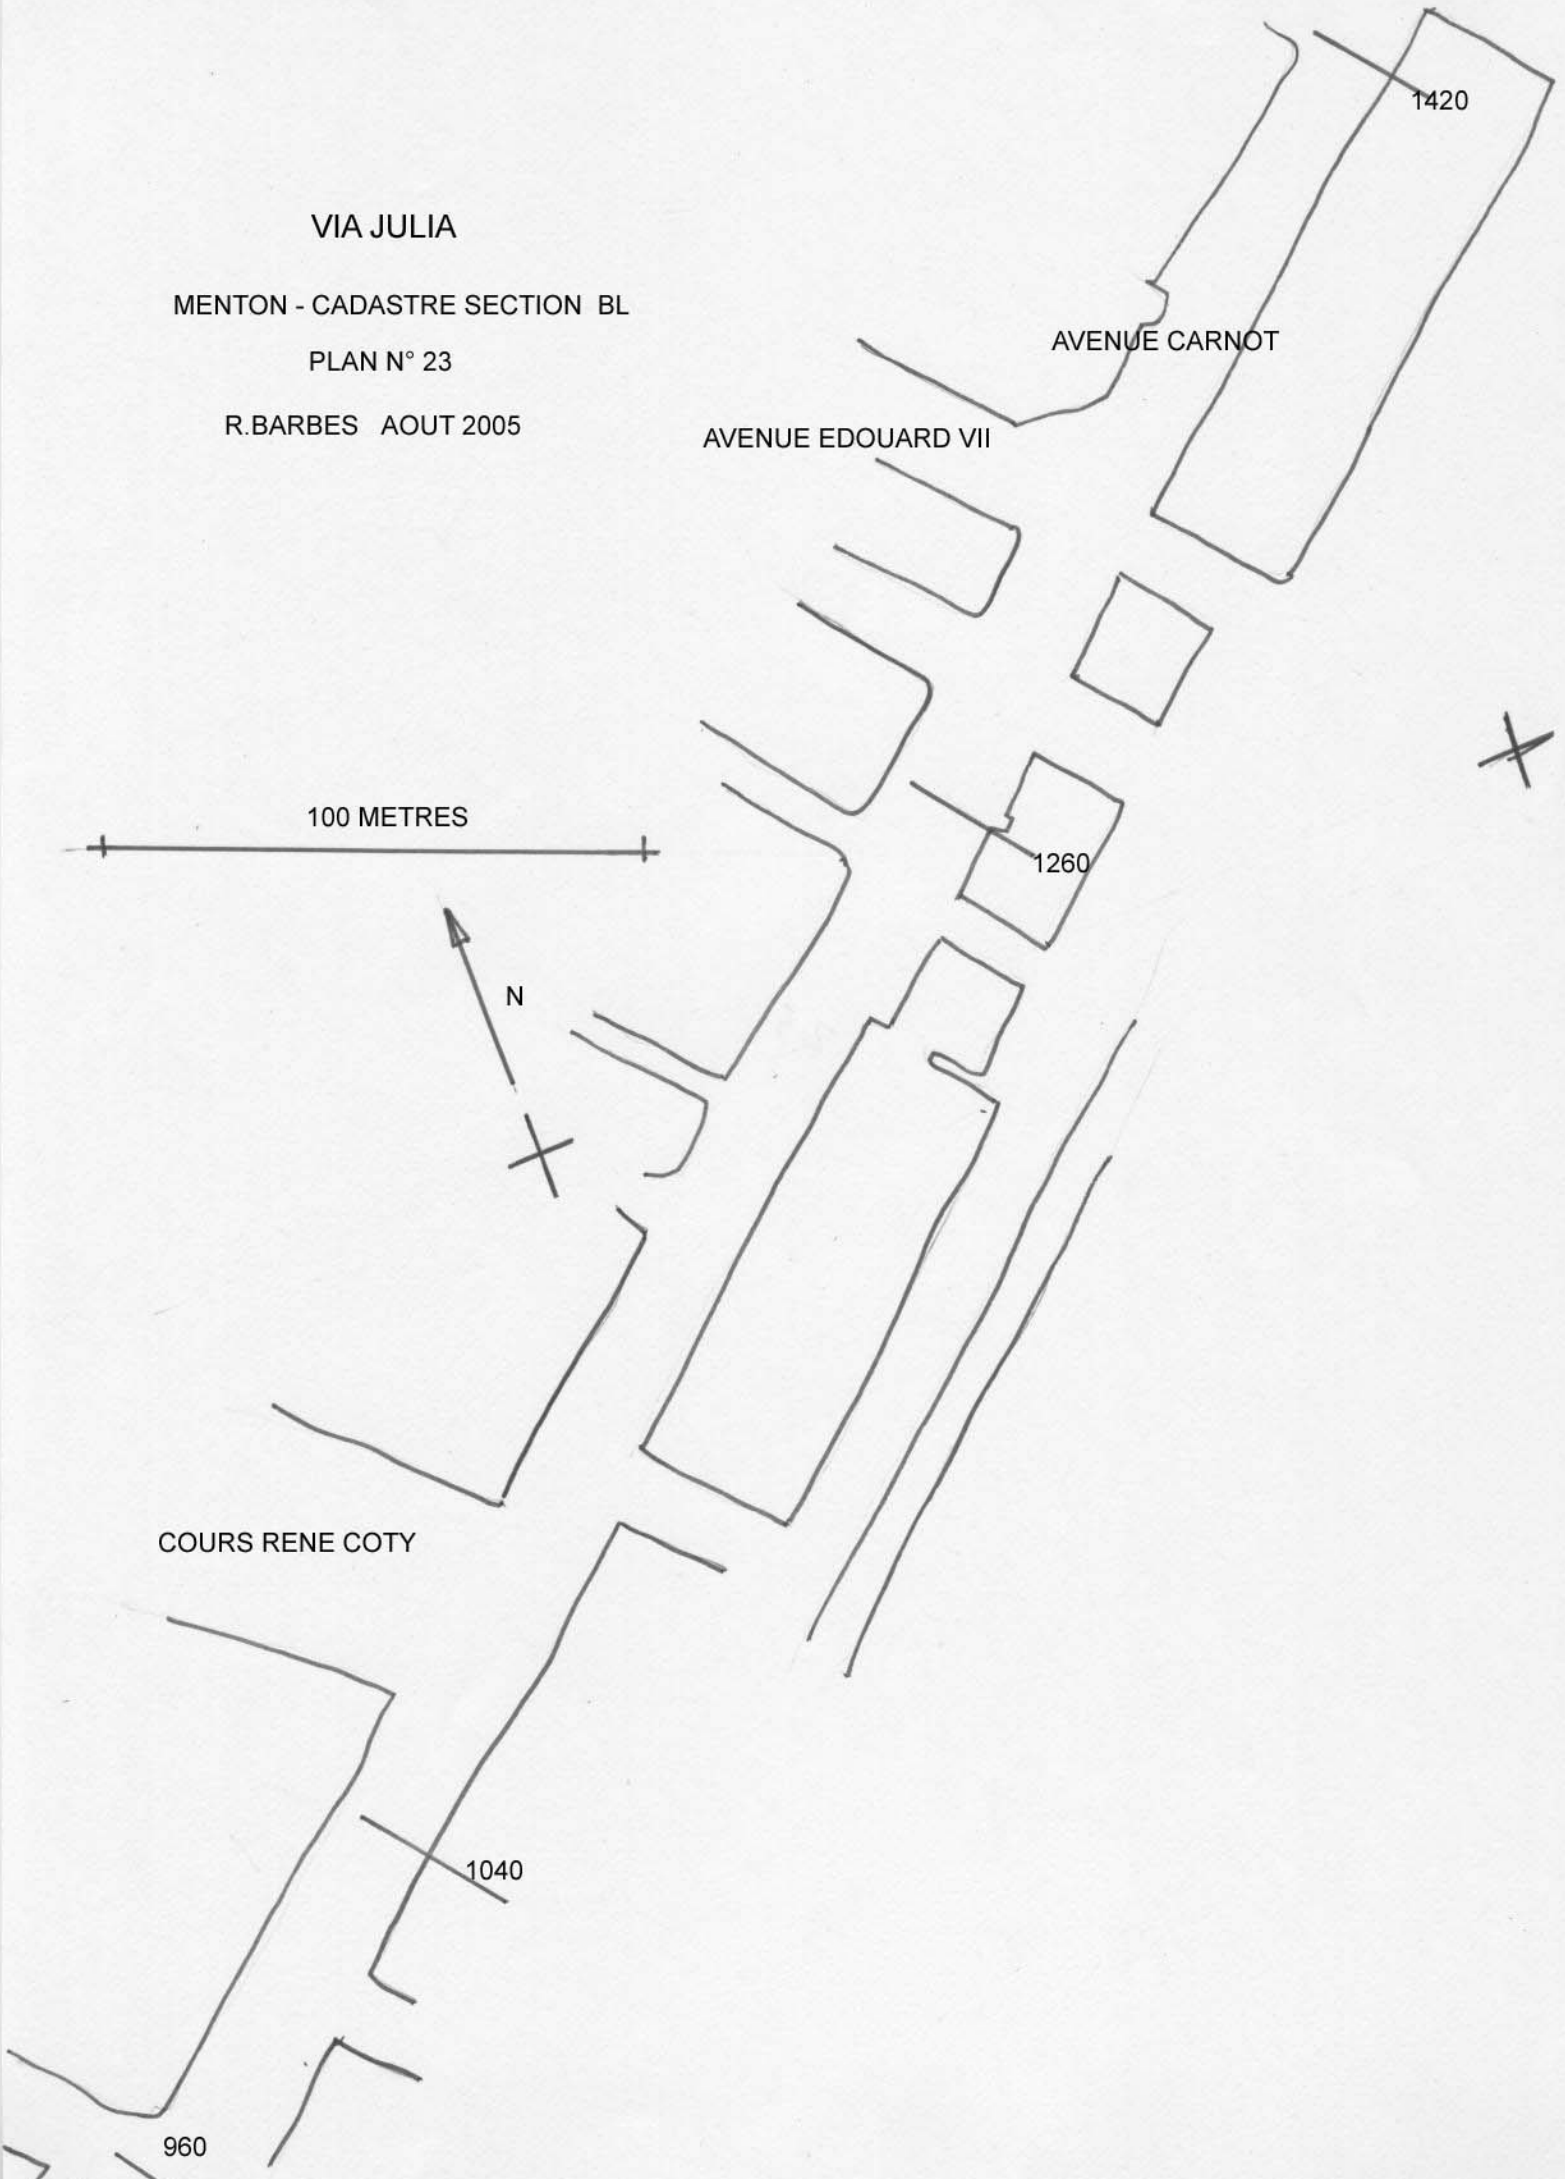 1420
VIA JULIA
MENTON - CADASTRE SECTION BL
AVENUE CARNOT
PLAN N° 23
R.BARBES AOUT 2005
AVENUE EDOUARD VII
100 METRES
1260
N
COURS RENE COTY
1040
960